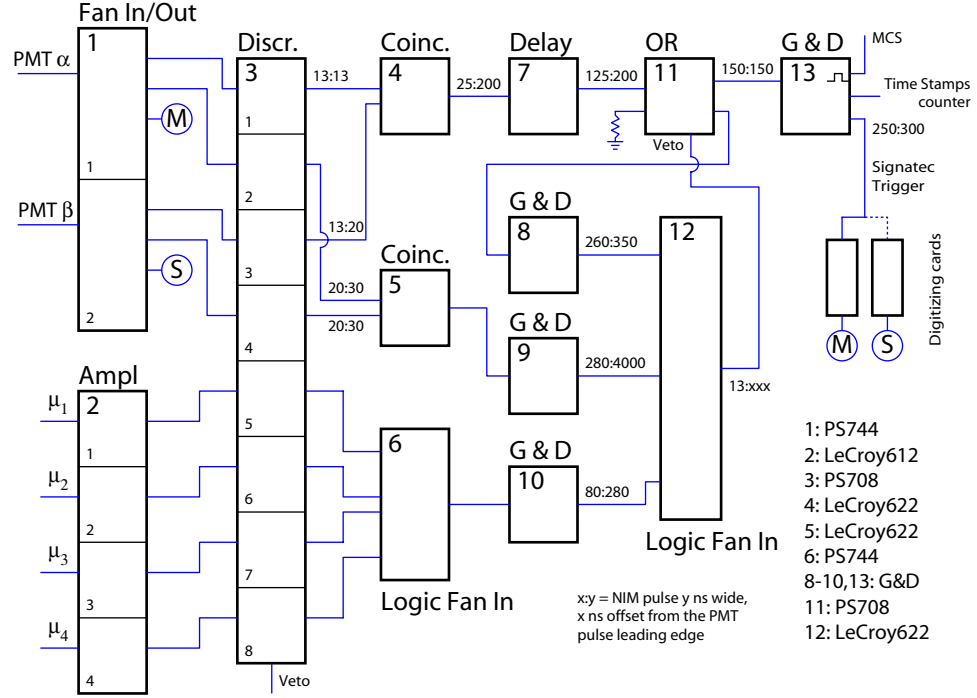 Fan In/Out
1
PMT α
M
1
PMT β
S
2
Ampl
2
μ1
1
μ2
2
μ3
3
μ4
4
Discr.
3
1
2
3
4
5
6
7
8
Veto
13:13
13:20
20:30
20:30
Coinc.
4
25:200
Coinc.
5
6
Logic Fan In
Delay
7
125:200
G & D
8
260:350
G & D
9
280:4000
G & D
10
80:280
OR
11
Veto
150:150
12
13:xxx
Logic Fan In
G & D
13
MCS
Time Stamps
counter
250:300
Signatec
Trigger
Digitizing cards
M
S
x:y = NIM pulse y ns wide,
x ns offset from the PMT
pulse leading edge
1: PS744
2: LeCroy612
3: PS708
4: LeCroy622
5: LeCroy622
6: PS744
8-10,13: G&D
11: PS708
12: LeCroy622